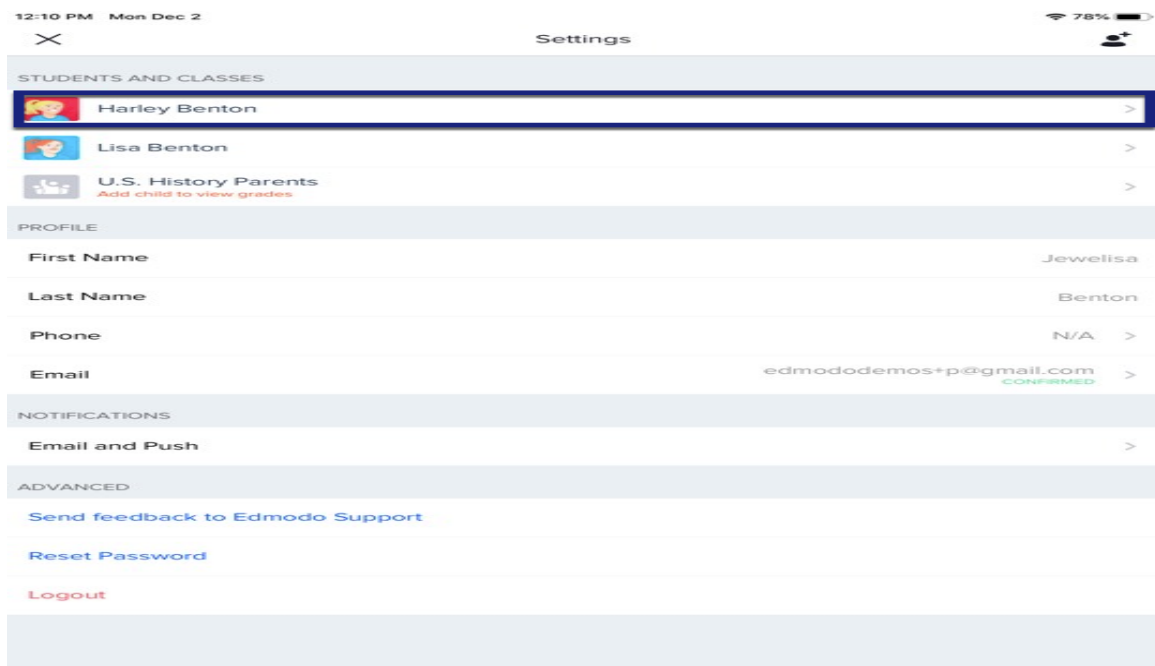 12:10 PM Mon Dec 2 78%
Settings
STUDENTS AND CLASSES
Harley Benton >
Lisa Benton >
U.S. History Parents >
Add child to view grades
PROFILE
First Name Jewelisa
Last Name Benton
Phone N/A >
Email edmododemos+p@gmail.com >
CONFIRMED
NOTIFICATIONS
Email and Push >
ADVANCED
Send feedback to Edmodo Support
Reset Password
Logout